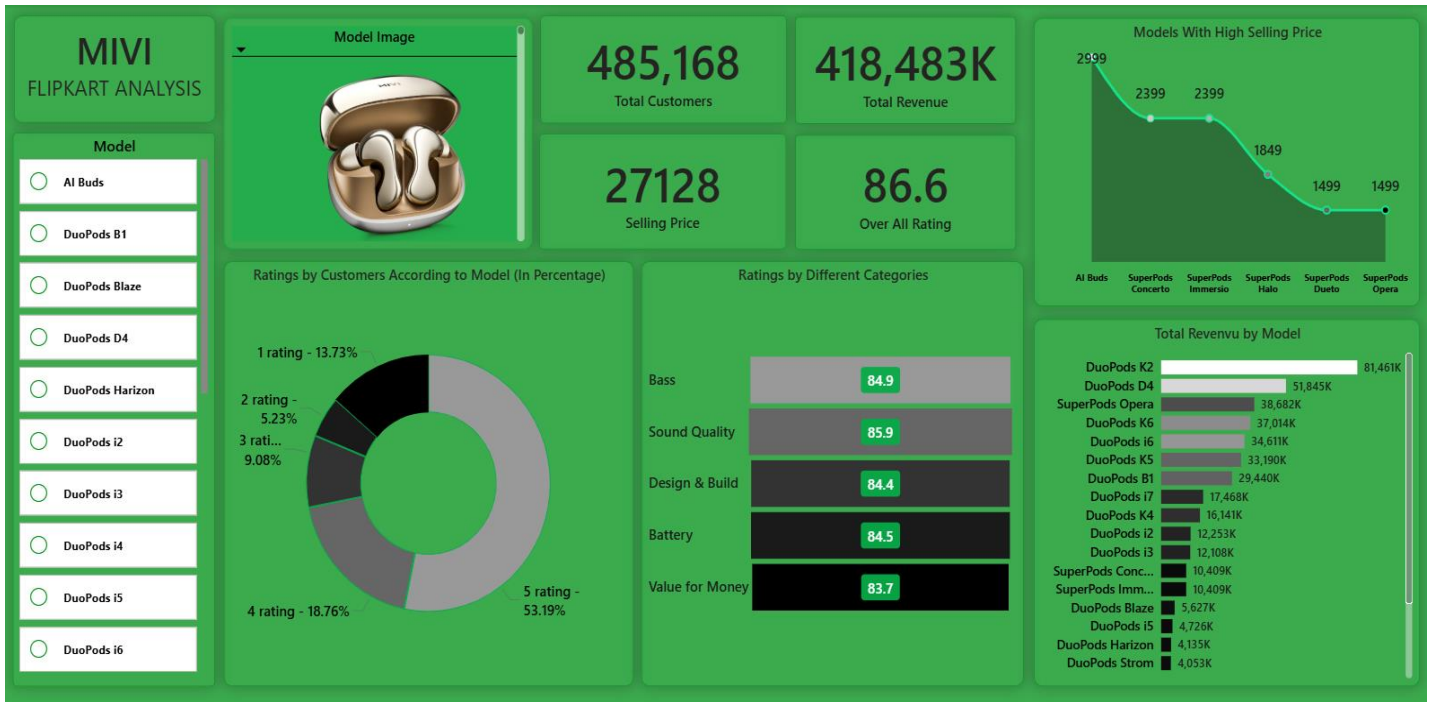 MIVI
FLIPKART ANALYSIS
Model
AI Buds
DuoPods B1
DuoPods Blaze
DuoPods D4
DuoPods Harizon
DuoPods i2
DuoPods i3
DuoPods i4
DuoPods i5
DuoPods i6
Model Image
MIVI
485,168
Total Customers
418,483K
Total Revenue
27128
Selling Price
86.6
Over All Rating
Models With High Selling Price
2999
2399
2399
1849
1499
1499
AI Buds
SuperPods
Concerto
SuperPods
Immersio
SuperPods
Halo
SuperPods
Dueto
SuperPods
Opera
Ratings by Customers According to Model (In Percentage)
1 rating - 13.73%
2 rating -
5.23%
3 rati...
9.08%
4 rating - 18.76%
5 rating -
53.19%
Ratings by Different Categories
Bass 84.9
Sound Quality 85.9
Design & Build 84.4
Battery 84.5
Value for Money 83.7
Total Revenvu by Model
DuoPods K2 81,461K
DuoPods D4 51,845K
SuperPods Opera 38,682K
DuoPods K6 37,014K
DuoPods i6 34,611K
DuoPods K5 33,190K
DuoPods B1 29,440K
DuoPods i7 17,468K
DuoPods K4 16,141K
DuoPods i2 12,253K
DuoPods i3 12,108K
SuperPods Conc... 10,409K
SuperPods Imm... 10,409K
DuoPods Blaze 5,627K
DuoPods i5 4,726K
DuoPods Harizon 4,135K
DuoPods Strom 4,053K